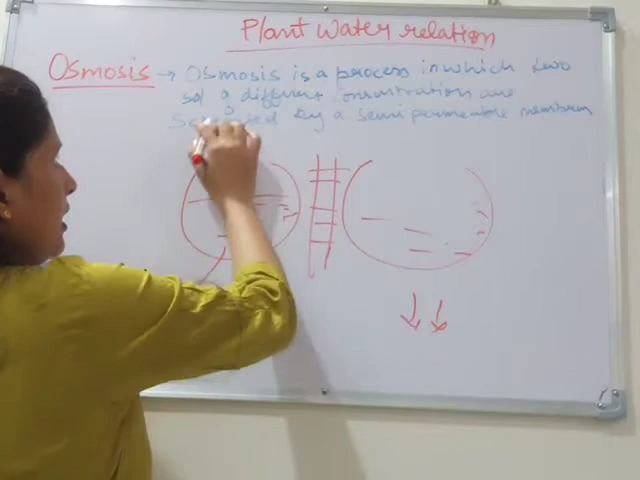 Plant Water relation
Osmosis → Osmosis is a process in which two
sol of different concentration are
Separated by a semi permeable membrane